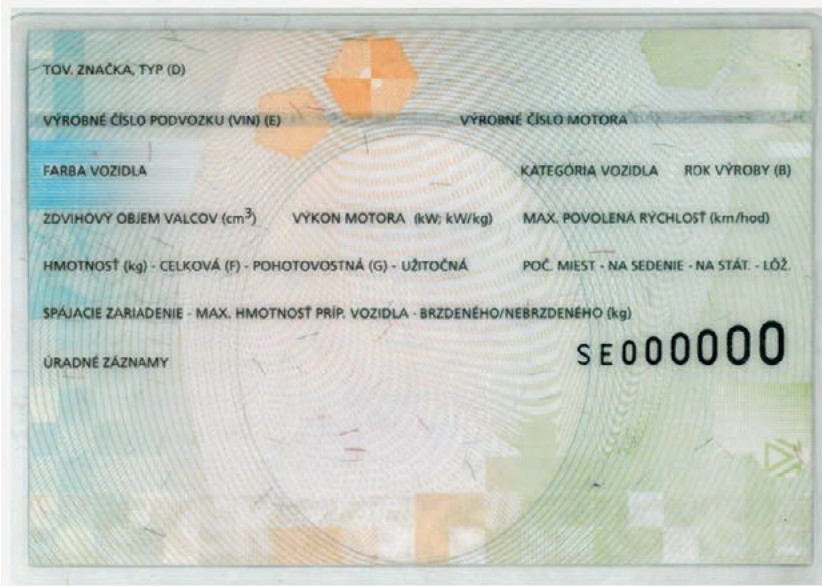 TOV. ZNAČKA, TYP (D)
VÝROBNÉ ČÍSLO PODVOZKU (VIN) (E) VÝROBNÉ ČÍSLO MOTORA
FARBA VOZIDLA KATEGÓRIA VOZIDLA ROK VÝROBY (B)
ZDVIHOVÝ OBJEM VALCOV (cm³) VÝKON MOTORA (kW; kW/kg) MAX. POVOLENÁ RÝCHLOSŤ (km/hod)
HMOTNOSŤ (kg) - CELKOVÁ (F) - POHOTOVOSTNÁ (G) - UŽITOČNÁ POČ. MIEST - NA SEDENIE - NA STÁT. - LÔŽ.
SPÁJACIE ZARIADENIE - MAX. HMOTNOSŤ PRÍP. VOZIDLA - BRZDENÉHO/NEBRZDENÉHO (kg)
ÚRADNÉ ZÁZNAMY SE000000